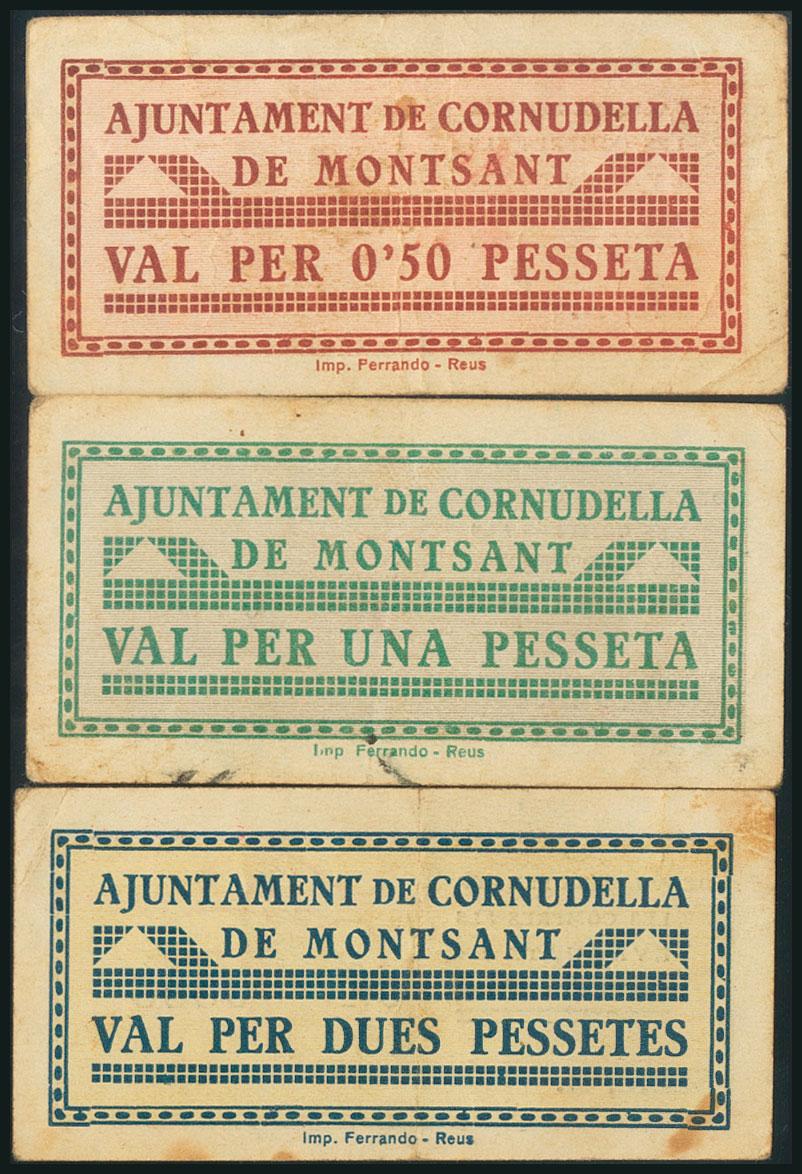 AJUNTAMENT DE CORNUDELLA
DE MONTSANT
VAL PER 0'50 PESSETA
Imp. Ferrando - Reus
AJUNTAMENT DE CORNUDELLA
DE MONTSANT
VAL PER UNA PESSETA
Imp Ferrando - Reus
AJUNTAMENT DE CORNUDELLA
DE MONTSANT
VAL PER DUES PESSETES
Imp. Ferrando - Reus